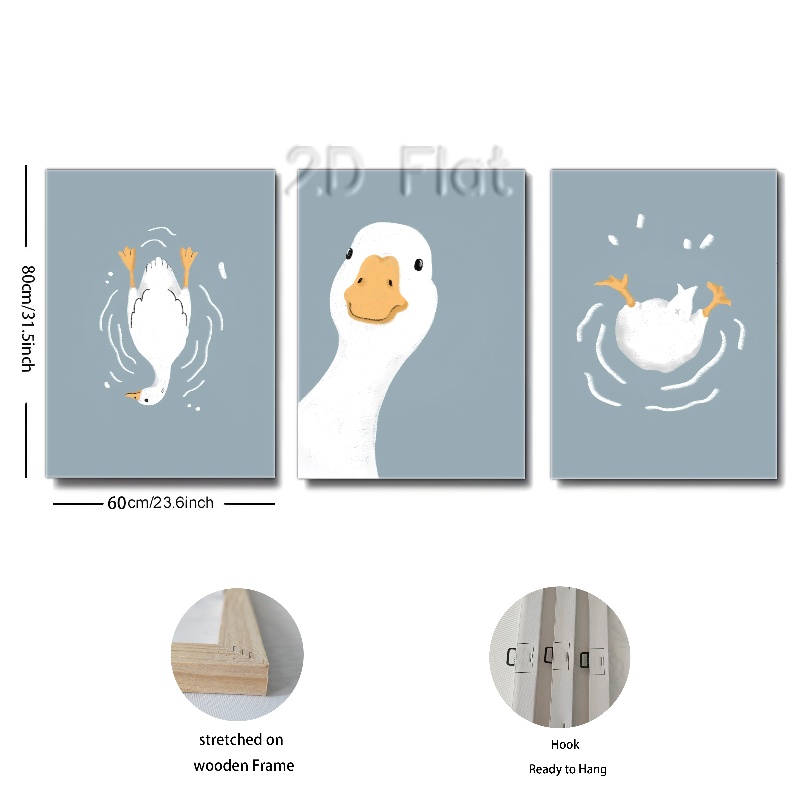 2D Flat
80cm/31.5inch
60cm/23.6inch
stretched on
wooden Frame
Hook
Ready to Hang